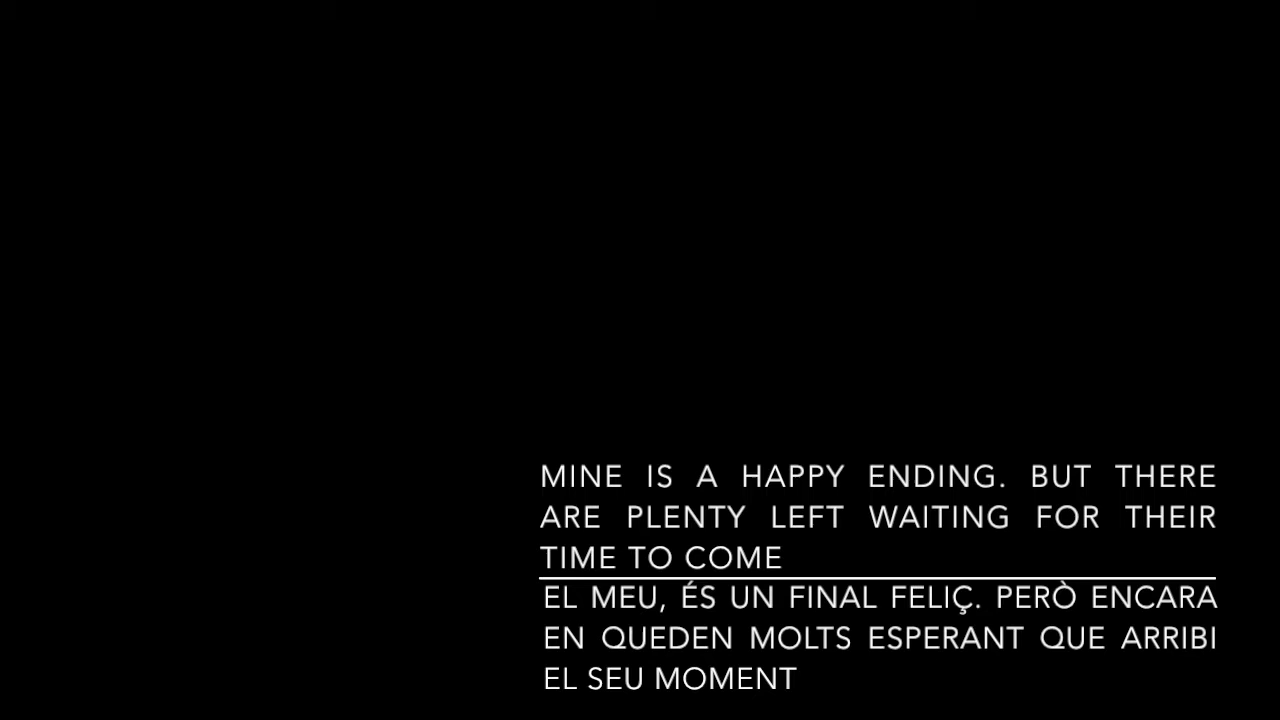 MINE IS A HAPPY ENDING. BUT THERE
ARE PLENTY LEFT WAITING FOR THEIR
TIME TO COME
EL MEU, ÉS UN FINAL FELIÇ. PERÒ ENCARA
EN QUEDEN MOLTS ESPERANT QUE ARRIBI
EL SEU MOMENT